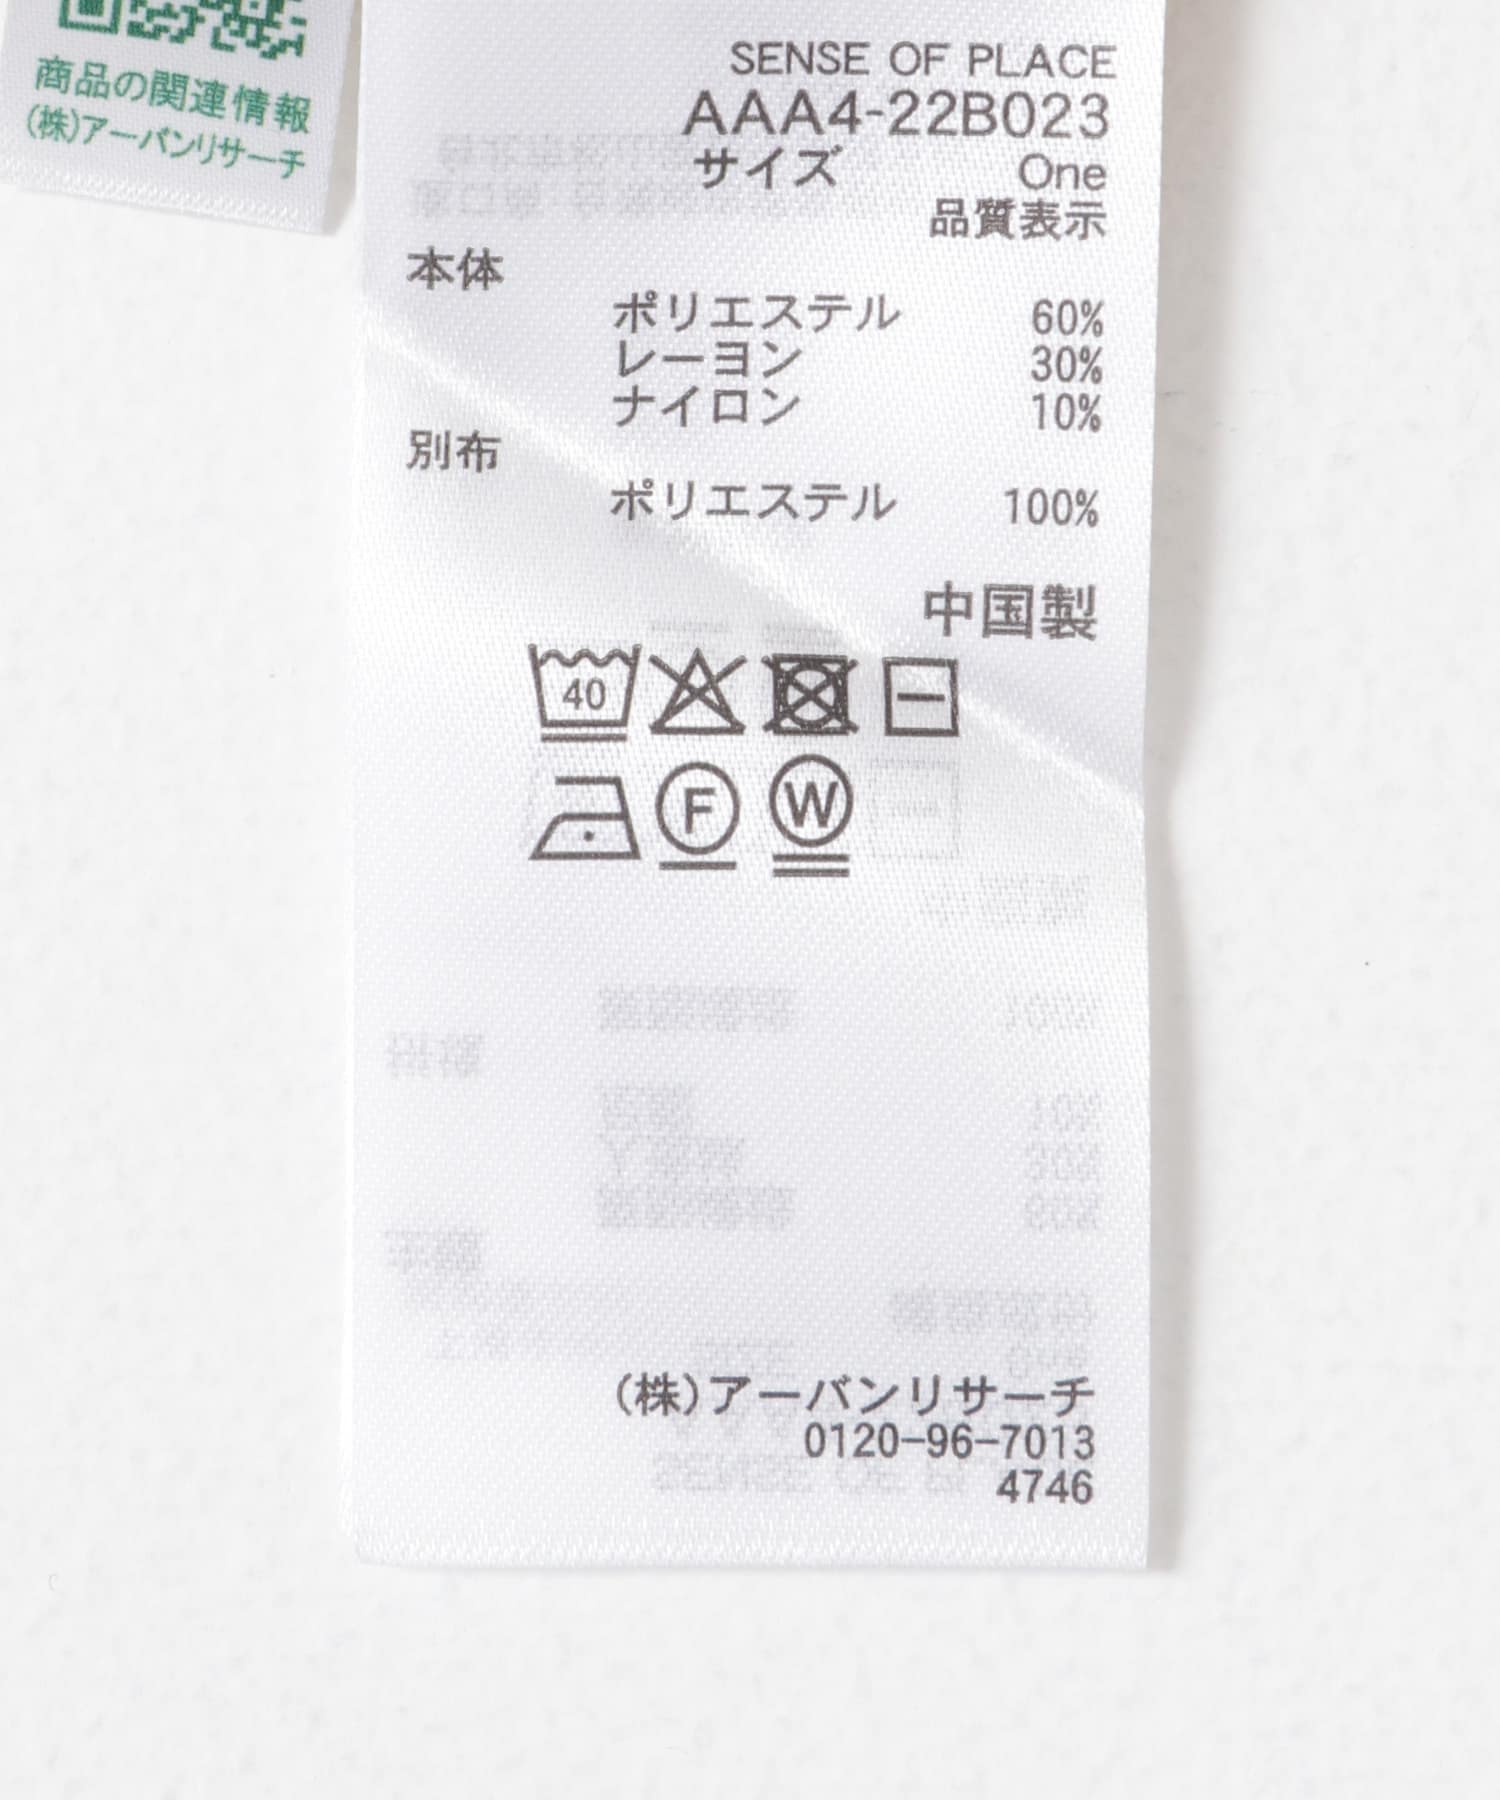 商品の関連情報
(株)アーバンリサーチ
SENSE OF PLACE
AAA4-22B023
サイズ One
品質表示
本体
ポリエステル 60%
レーヨン 30%
ナイロン 10%
別布
ポリエステル 100%
中国製
40
F W
(株)アーバンリサーチ
0120-96-7013
4746